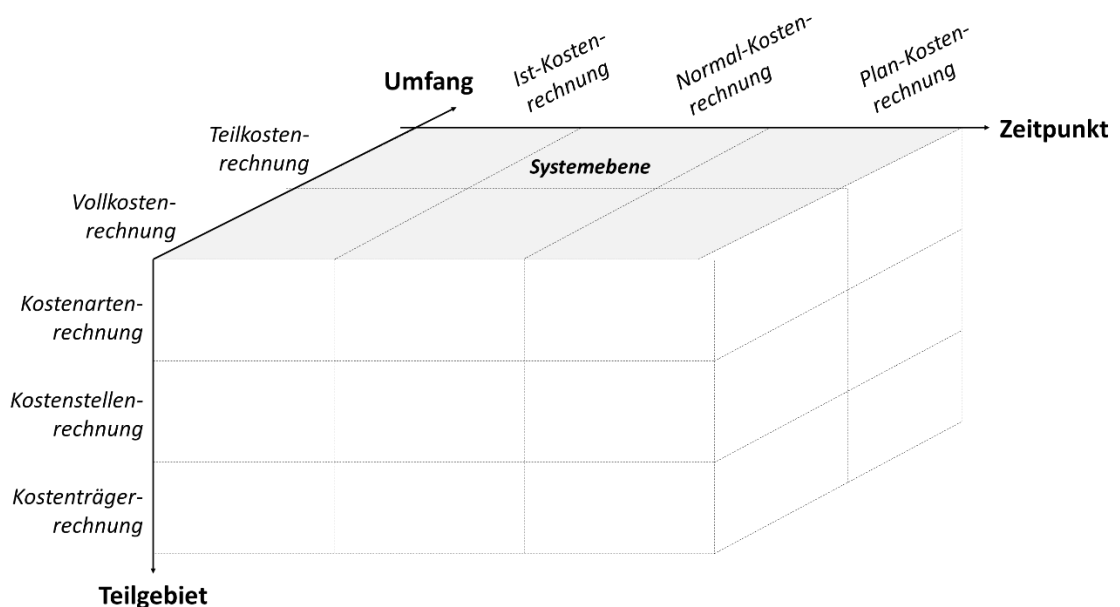 Umfang
Ist-Kosten-
rechnung
Normal-Kosten-
rechnung
Plan-Kosten-
rechnung
Zeitpunkt
Teilkosten-
rechnung
Systemebene
Vollkosten-
rechnung
Kostenarten-
rechnung
Kostenstellen-
rechnung
Kostenträger-
rechnung
Teilgebiet